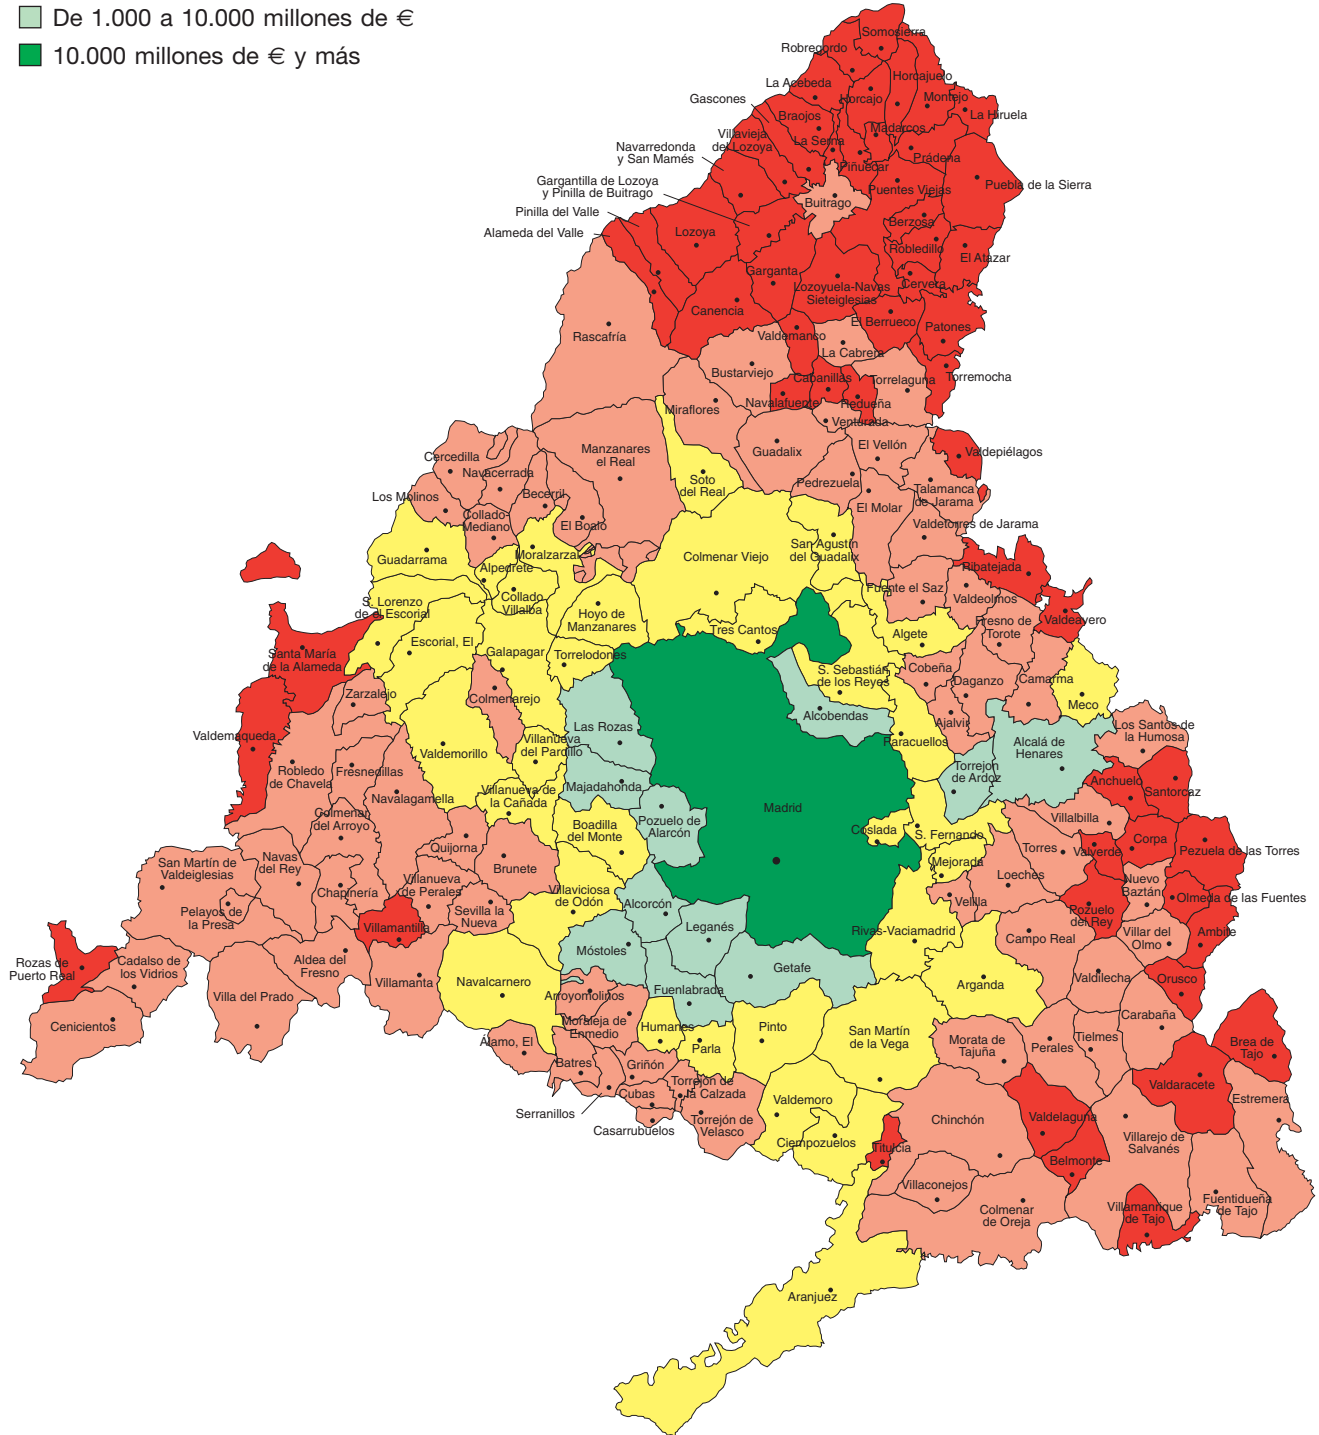 De 1.000 a 10.000 millones de €
10.000 millones de € y más
Somosierra
Robregordo
Horcajuelo
La Acebeda
Horcajo
Montejo
Gascones
La Hiruela
Braojos
Madarcos
Villavieja
del Lozoya
La Serna
Navarredonda
y San Mamés
Prádena
Piñuecar
Gargantilla de Lozoya
y Pinilla de Buitrago
Puentes Viejas
Puebla de la Sierra
Buitrago
Pinilla del Valle
Berzosa
Alameda del Valle
Lozoya
Robledillo
El Atazar
Garganta
Cervera
Lozoyuela-Navas
Sieteiglesias
Canencia
El Berrueco
Patones
Rascafría
Valdemanco
La Cabrera
Bustarviejo
Cabanillas
Torrelaguna
Torremocha
Navalafuente
Redueña
Miraflores
Venturada
Manzanares
el Real
Guadalix
El Vellón
Valdepiélagos
Cercedilla
Navacerrada
Soto
del Real
Pedrezuela
Talamanca
de Jarama
Los Molinos
Becerril
El Molar
Collado-
Mediano
El Boalo
Valdetorres de Jarama
Guadarrama
Moralzarzal
Colmenar Viejo
San Agustín
del Guadalix
Alpedrete
Ribatejada
Fuente el Saz
Valdeolmos
S. Lorenzo
de el Escorial
Collado
Villalba
Hoyo de
Manzanares
Fresno de
Torote
Valdeavero
Tres Cantos
Algete
Escorial, El
Galapagar
Torrelodones
Santa María
de la Alameda
S. Sebastián
de los Reyes
Cobeña
Daganzo
Camarma
Zarzalejo
Colmenarejo
Meco
Alcobendas
Ajalvir
Las Rozas
Los Santos de
la Humosa
Valdemaqueda
Valdemorillo
Villanueva
del Pardillo
Paracuellos
Alcalá de
Henares
Robledo
de Chavela
Fresnedillas
Torrejón
de Ardoz
Anchuelo
Santorcaz
Navalagamella
Villanueva de
la Cañada
Majadahonda
Madrid
Colmenar
del Arroyo
Pozuelo de
Alarcón
Villalbilla
Boadilla
del Monte
Coslada
S. Fernando
Quijorna
Torres
Valverde
Corpa
Pezuela de las Torres
San Martín de
Valdeiglesias
Navas
del Rey
Mejorada
Brunete
Loeches
Nuevo
Baztán
Chapinería
Villanueva
de Perales
Villaviciosa
de Odón
Velilla
Olmeda de las Fuentes
Alcorcón
Pelayos de
la Presa
Sevilla la
Nueva
Pozuelo
del Rey
Villamantilla
Leganés
Rivas-Vaciamadrid
Campo Real
Villar del
Olmo
Ambite
Móstoles
Rozas de
Puerto Real
Cadalso de
los Vidrios
Aldea del
Fresno
Getafe
Valdilecha
Orusco
Villamanta
Navalcarnero
Arganda
Villa del Prado
Arroyomolinos
Fuenlabrada
Carabaña
Cenicientos
Moraleja de
Enmedio
Humanes
Pinto
San Martín
de la Vega
Morata de
Tajuña
Perales
Tielmes
Brea de
Tajo
Álamo, El
Parla
Batres
Griñón
Valdaracete
Torrejón de
la Calzada
Cubas
Valdemoro
Estremera
Serranillos
Chinchón
Valdelaguna
Casarrubuelos
Torrejón de
Velasco
Ciempozuelos
Villarejo de
Salvanés
Titulcia
Belmonte
Villaconejos
Fuentidueña
de Tajo
Colmenar
de Oreja
Villamanrique
de Tajo
Aranjuez